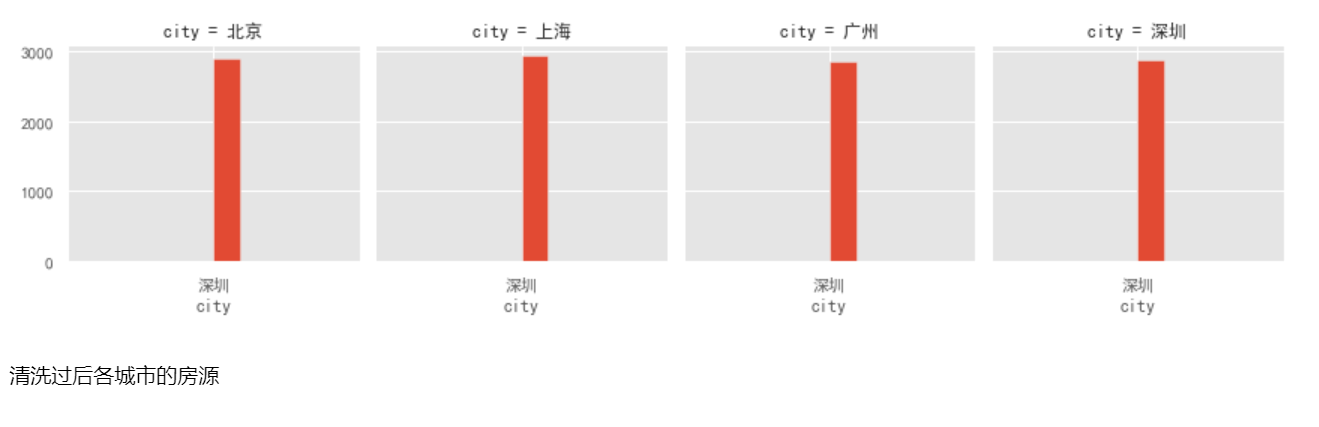 city = 北京 city = 上海 city = 广州 city = 深圳
3000
2000
1000
0
深圳 深圳 深圳 深圳
city city city city
清洗过后各城市的房源